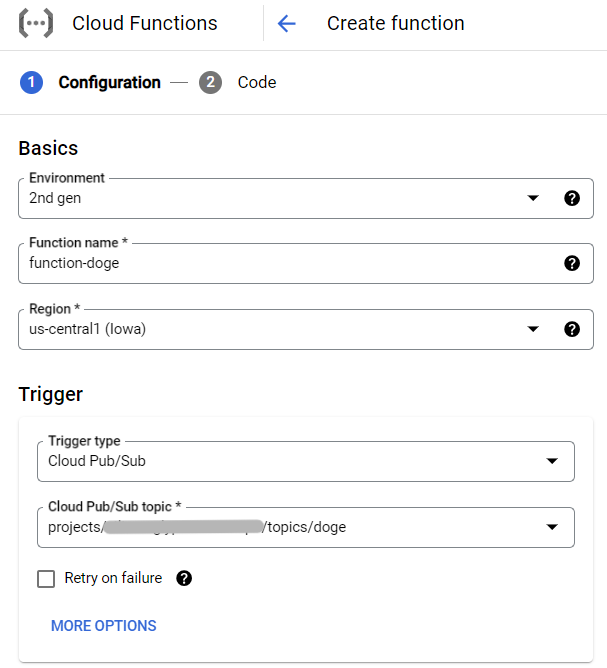 Cloud Functions
Create function
1 Configuration 2 Code
Basics
Environment
2nd gen
Function name *
function-doge
Region *
us-central1 (Iowa)
Trigger
Trigger type
Cloud Pub/Sub
Cloud Pub/Sub topic *
projects/ /topics/doge
Retry on failure
MORE OPTIONS